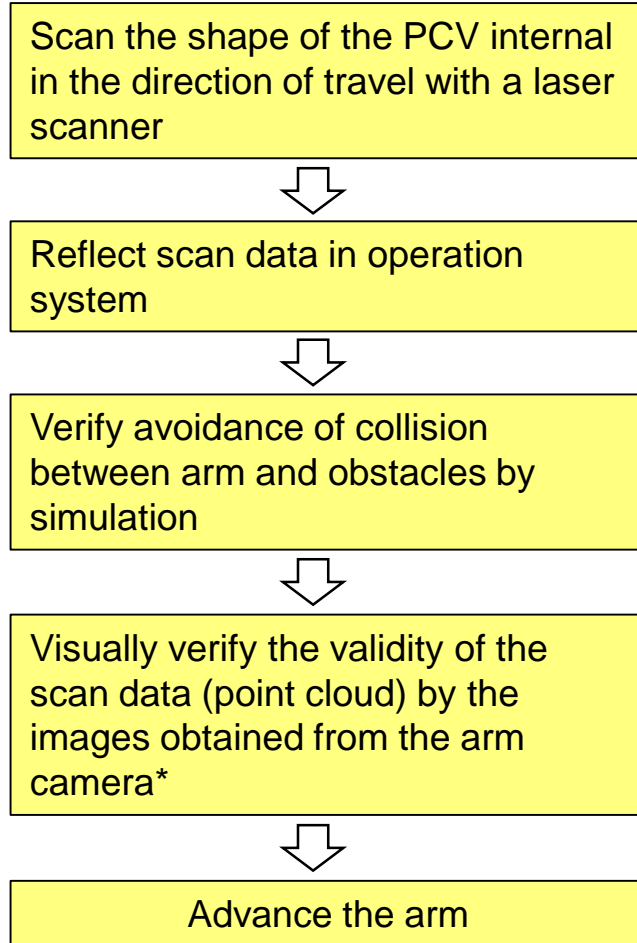 Scan the shape of the PCV internal
in the direction of travel with a laser
scanner
Reflect scan data in operation
system
Verify avoidance of collision
between arm and obstacles by
simulation
Visually verify the validity of the
scan data (point cloud) by the
images obtained from the arm
camera*
Advance the arm